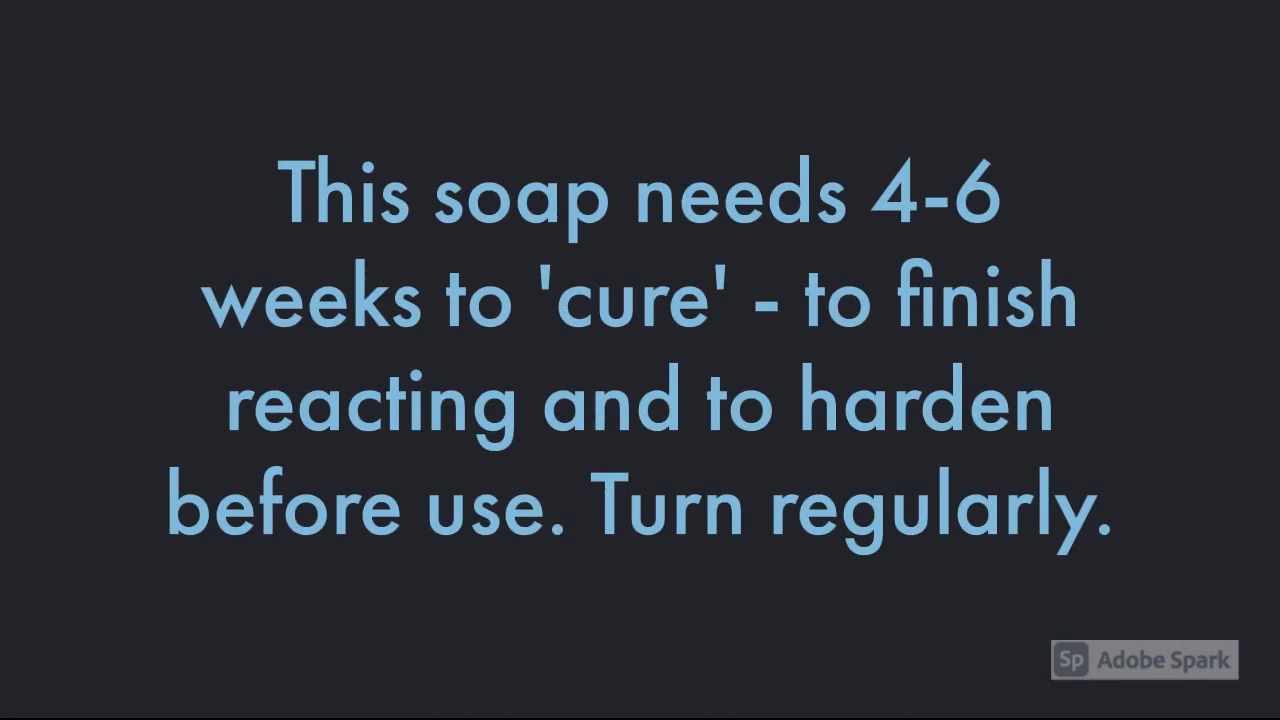 This soap needs 4-6
weeks to 'cure' - to finish
reacting and to harden
before use. Turn regularly.
Sp Adobe Spark